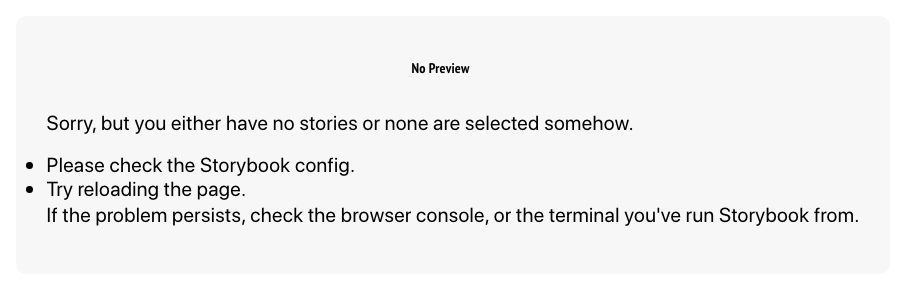 No Preview
Sorry, but you either have no stories or none are selected somehow.
Please check the Storybook config.
Try reloading the page.
If the problem persists, check the browser console, or the terminal you've run Storybook from.